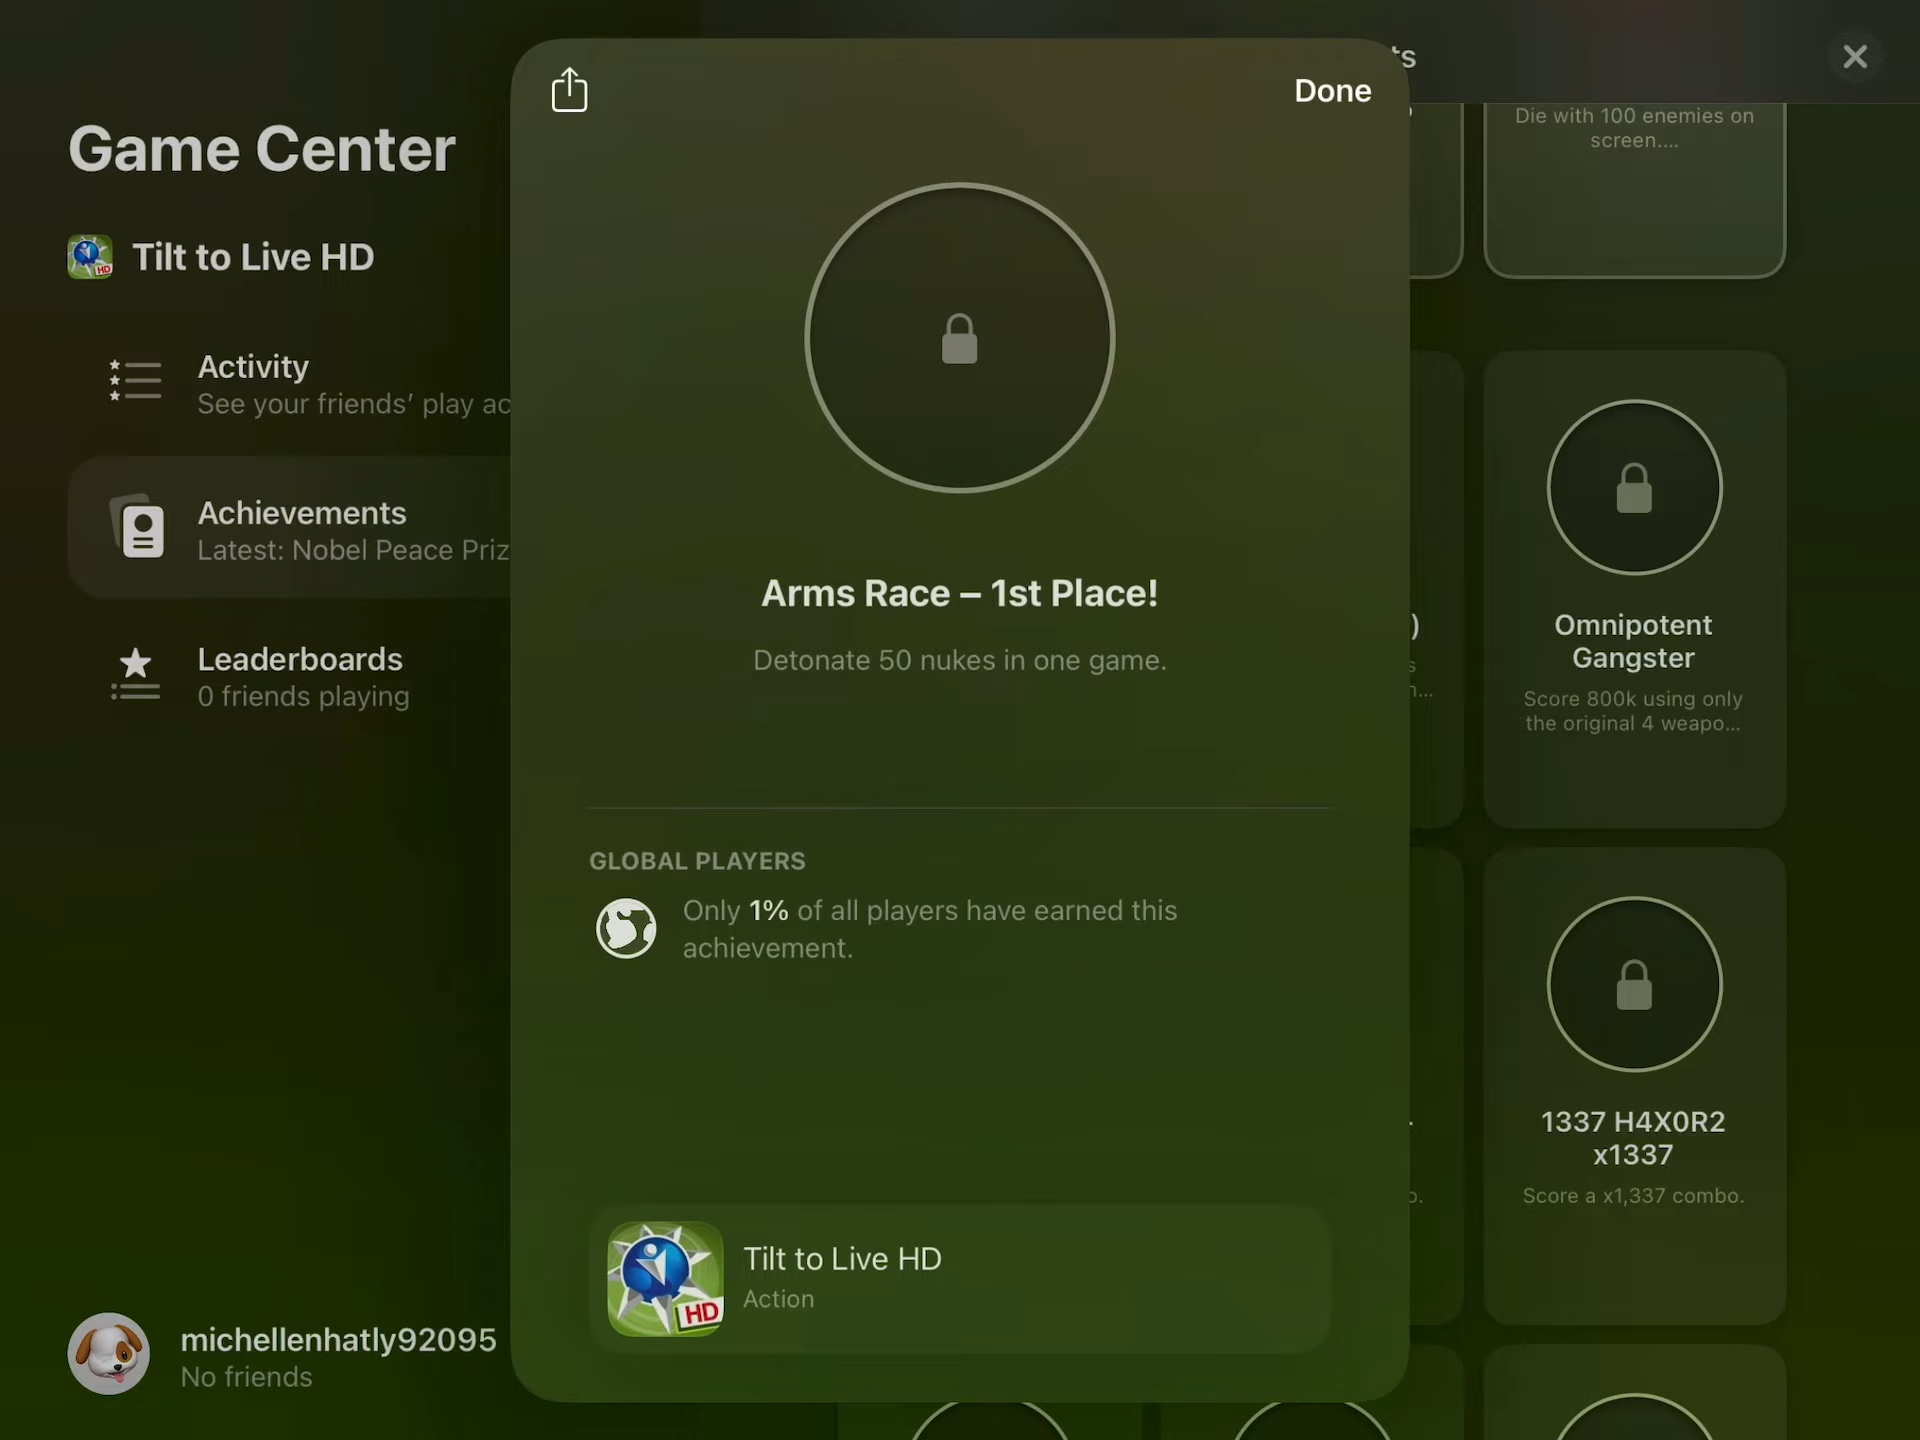 Game Center
Tilt to Live HD
Activity
See your friends' play ac
Achievements
Latest: Nobel Peace Priz
Leaderboards
0 friends playing
michellenhatly92095
No friends
Done
Arms Race – 1st Place!
Detonate 50 nukes in one game.
GLOBAL PLAYERS
Only 1% of all players have earned this
achievement.
Tilt to Live HD
Action
HD
ts
Die with 100 enemies on
screen....
Omnipotent
Gangster
Score 800k using only
the original 4 weapo...
1337 H4X0R2
x1337
Score a x1,337 combo.